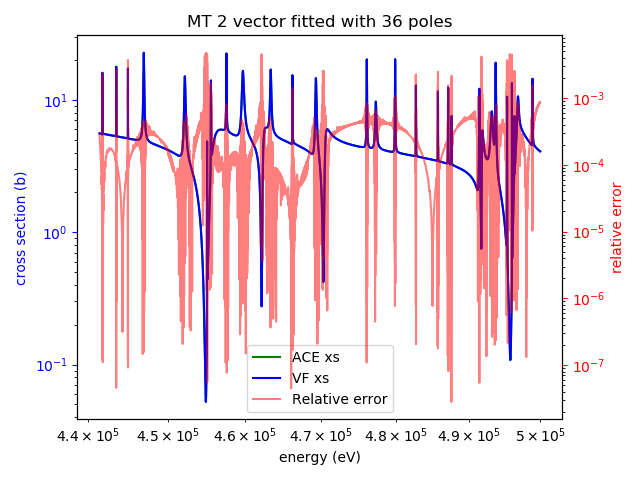 MT 2 vector fitted with 36 poles
cross section (b)
10¹
10⁰
10⁻¹
10⁻³
10⁻⁴
10⁻⁵
10⁻⁶
10⁻⁷
relative error
ACE xs
VF xs
Relative error
4.4 × 10⁵ 4.5 × 10⁵ 4.6 × 10⁵ 4.7 × 10⁵ 4.8 × 10⁵ 4.9 × 10⁵ 5 × 10⁵
energy (eV)